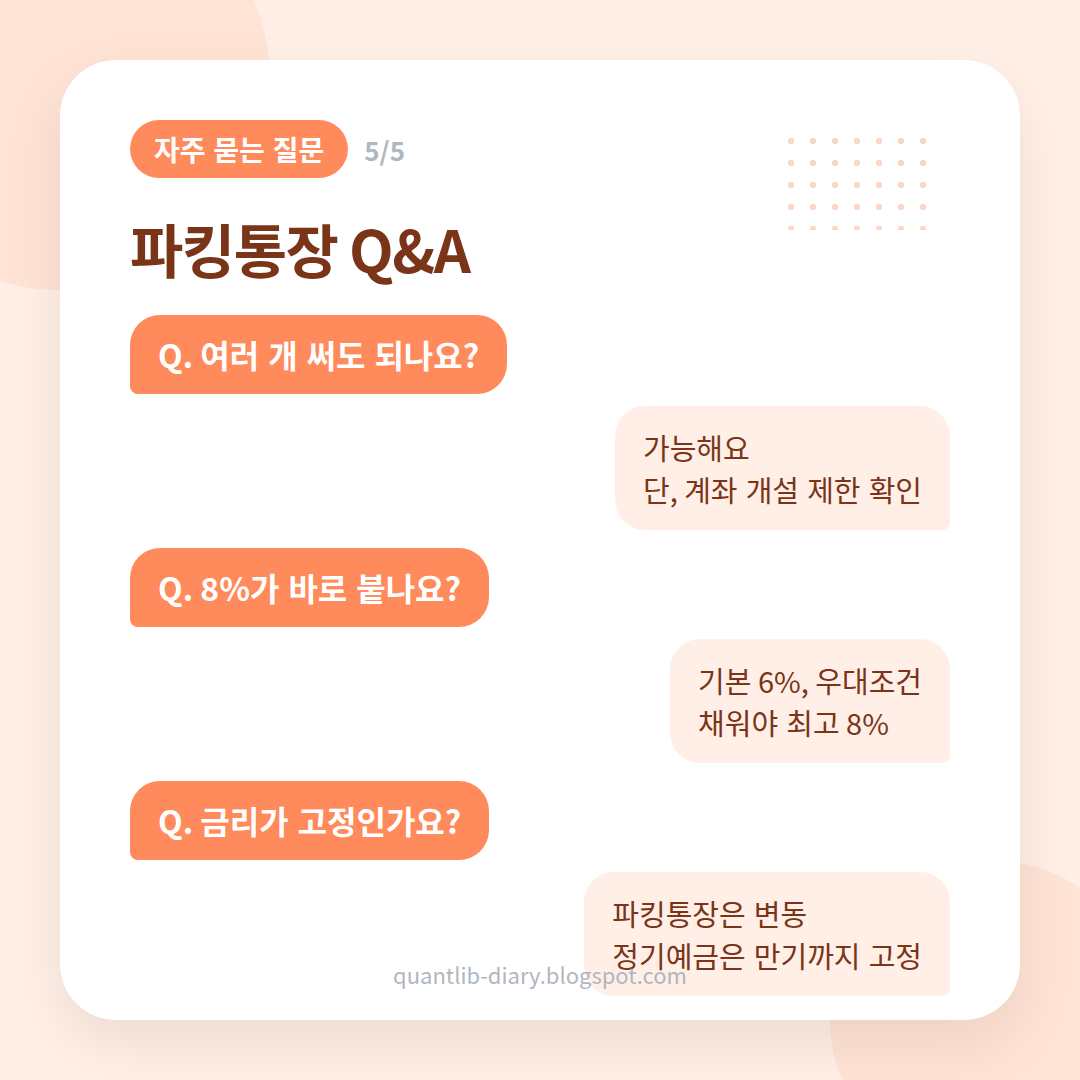 자주 묻는 질문 5/5
파킹통장 Q&A
Q. 여러 개 써도 되나요?
가능해요
단, 계좌 개설 제한 확인
Q. 8%가 바로 붙나요?
기본 6%, 우대조건
채워야 최고 8%
Q. 금리가 고정인가요?
파킹통장은 변동
정기예금은 만기까지 고정
quantlib-diary.blogspot.com